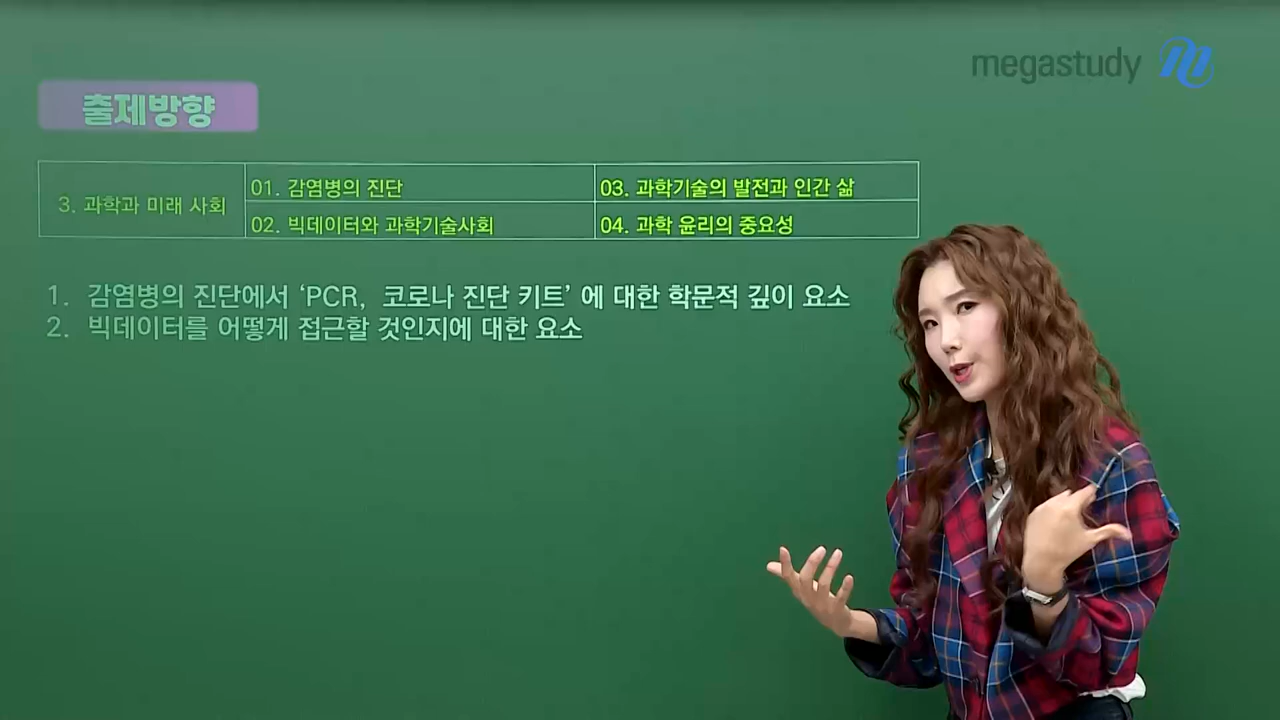 megastudy
출제방향
3. 과학과 미래 사회
01. 감염병의 진단
03. 과학기술의 발전과 인간 삶
02. 빅데이터와 과학기술사회
04. 과학 윤리의 중요성
1. 감염병의 진단에서 ‘PCR, 코로나 진단 키트’ 에 대한 학문적 깊이 요소
2. 빅데이터를 어떻게 접근할 것인지에 대한 요소